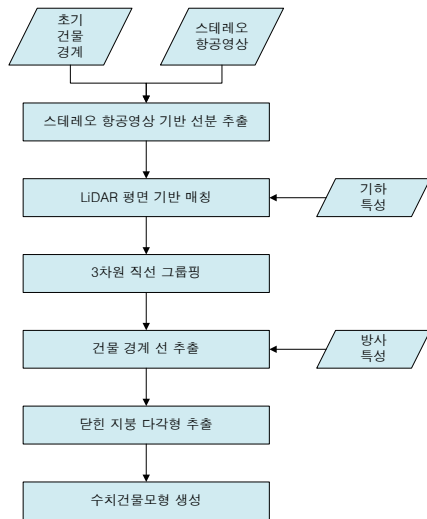 초기
건물
경계
스테레오
항공영상
스테레오 항공영상 기반 선분 추출
LiDAR 평면 기반 매칭
기하
특성
3차원 직선 그룹핑
건물 경계 선 추출
방사
특성
닫힌 지붕 다각형 추출
수치건물모형 생성